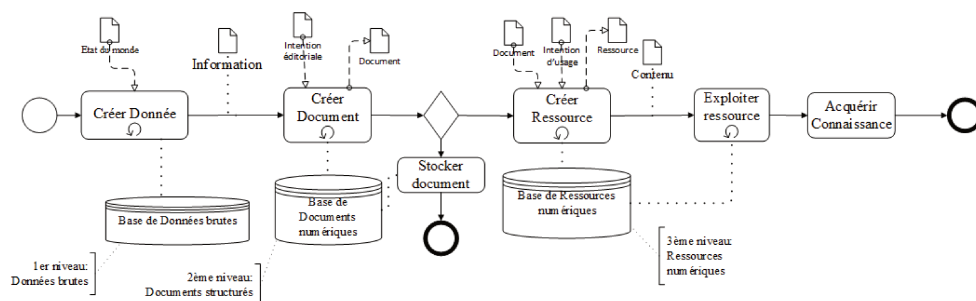 Etat du monde
Information
Intention
éditoriale
Document
Document
Intention
d'usage
Ressource
Contenu
Créer Donnée
Créer
Document
Créer
Ressource
Exploiter
ressource
Acquérir
Connaissance
Stocker
document
Base de Données brutes
Base de
Documents
numériques
Base de Ressources
numériques
1er niveau:
Données brutes
2ème niveau:
Documents structurés
3ème niveau:
Ressources
numériques